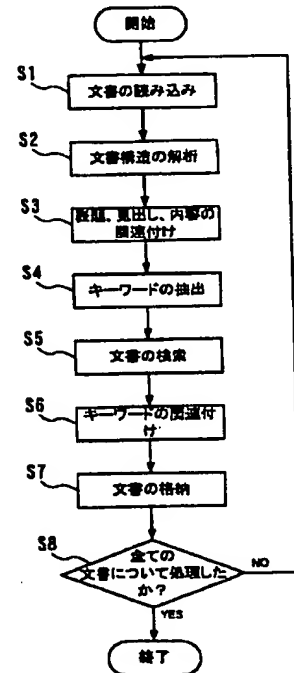 開始
S1
文書の読み込み
S2
文書構造の解析
S3
表題、見出し、内容の
関連付け
S4
キーワードの抽出
S5
文書の検索
S6
キーワードの関連付
け
S7
文書の格納
S8
全ての
文書について処理した
か?
NO
YES
終了